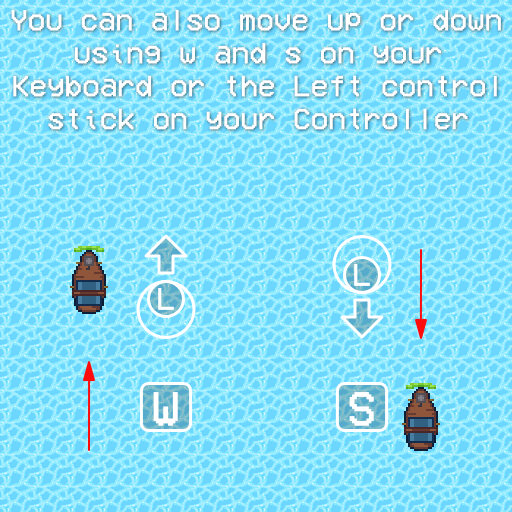 You can also move up or down
using w and s on your
Keyboard or the Left control
stick on your Controller
L
L
W
S